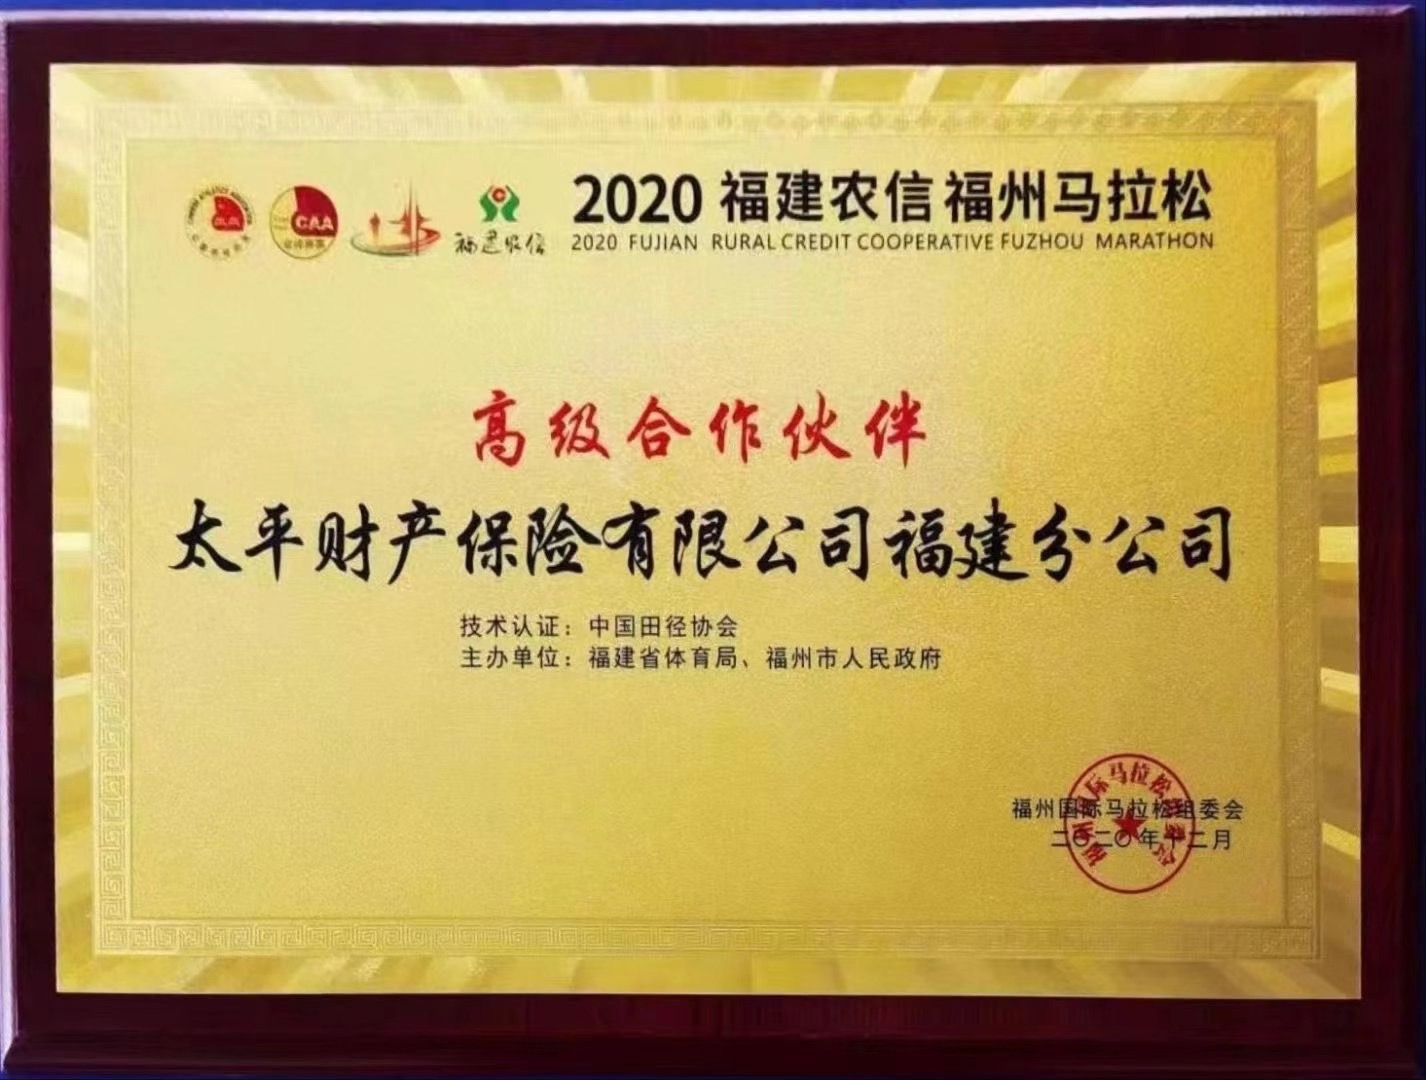 2020 福建农信 福州马拉松
2020 FUJIAN RURAL CREDIT COOPERATIVE FUZHOU MARATHON
CAA
福建农信
高级合作伙伴
太平财产保险有限公司福建分公司
技术认证：中国田径协会
主办单位：福建省体育局、福州市人民政府
福州国际马拉松组委会
二〇二〇年十二月